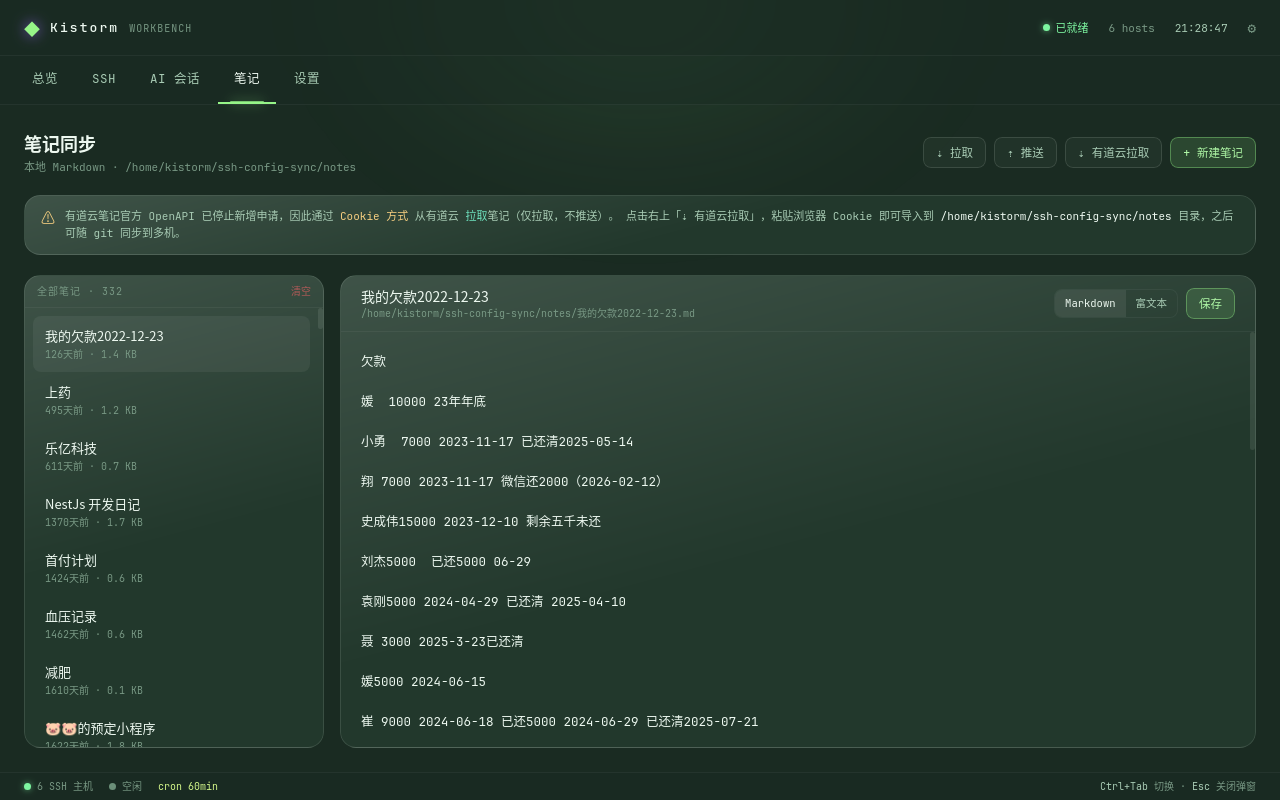 Kistorm WORKBENCH
已就绪 6 hosts 21:28:47
总览 SSH AI 会话 笔记 设置
笔记同步
本地 Markdown · /home/kistorm/ssh-config-sync/notes
↓ 拉取 ↑ 推送 ↓ 有道云拉取 + 新建笔记
有道云笔记官方 OpenAPI 已停止新增申请，因此通过 Cookie 方式 从有道云 拉取笔记（仅拉取，不推送）。 点击右上「↓ 有道云拉取」，粘贴浏览器 Cookie 即可导入到 /home/kistorm/ssh-config-sync/notes 目录，之后
可随 git 同步到多机。
全部笔记 · 332 清空
我的欠款2022-12-23
126天前 · 1.4 KB
上药
495天前 · 1.2 KB
乐亿科技
611天前 · 0.7 KB
NestJs 开发日记
1370天前 · 1.7 KB
首付计划
1424天前 · 0.6 KB
血压记录
1462天前 · 0.6 KB
减肥
1610天前 · 0.1 KB
🐷🐷的预定小程序
1622天前 · 1.8 KB
我的欠款2022-12-23
/home/kistorm/ssh-config-sync/notes/我的欠款2022-12-23.md
Markdown 富文本 保存
欠款
媛  10000 23年年底
小勇  7000 2023-11-17 已还清2025-05-14
翔 7000 2023-11-17 微信还2000（2026-02-12）
史成伟15000 2023-12-10 剩余五千未还
刘杰5000  已还5000 06-29
袁刚5000 2024-04-29 已还清 2025-04-10
聂 3000 2025-3-23已还清
媛5000 2024-06-15
崔 9000 2024-06-18 已还5000 2024-06-29 已还清2025-07-21
6 SSH 主机 空闲 cron 60min
Ctrl+Tab 切换 · Esc 关闭弹窗